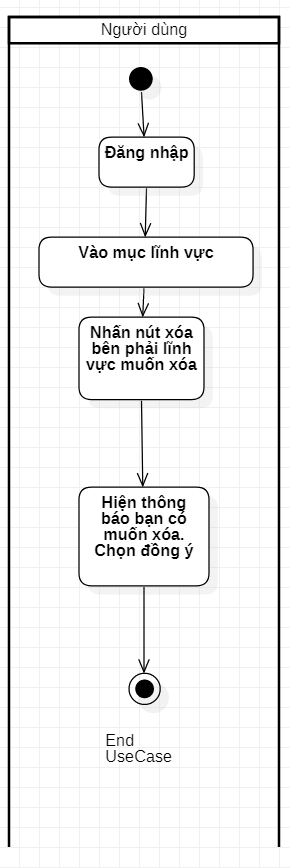 Người dùng
Đăng nhập
Vào mục lĩnh vực
Nhấn nút xóa
bên phải lĩnh
vực muốn xóa
Hiện thông
báo bạn có
muốn xóa.
Chọn đồng ý
End
UseCase